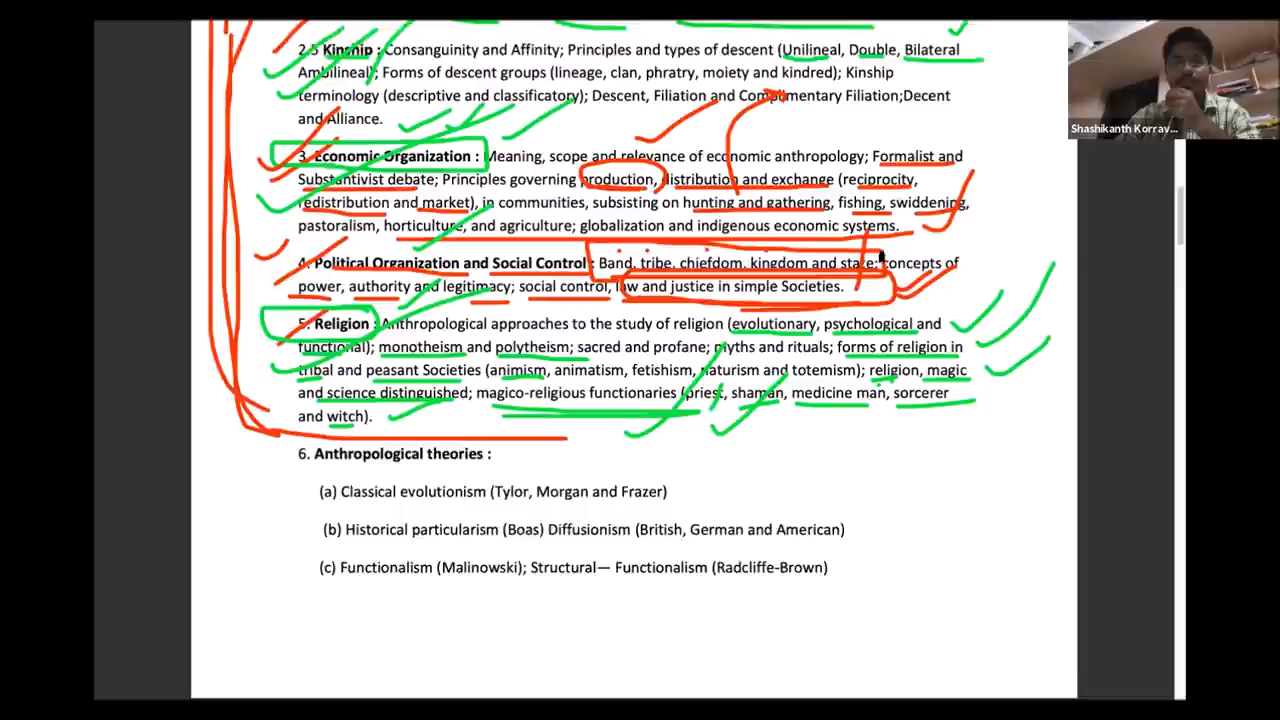 2.5 Kinship : Consanguinity and Affinity; Principles and types of descent (Unilineal, Double, Bilateral
Ambilineal); Forms of descent groups (lineage, clan, phratry, moiety and kindred); Kinship
terminology (descriptive and classificatory); Descent, Filiation and Complimentary Filiation;Decent
and Alliance.
3. Economic Organization : Meaning, scope and relevance of economic anthropology; Formalist and
Substantivist debate; Principles governing production, distribution and exchange (reciprocity,
redistribution and market), in communities, subsisting on hunting and gathering, fishing, swiddening,
pastoralism, horticulture, and agriculture; globalization and indigenous economic systems.
4. Political Organization and Social Control : Band, tribe, chiefdom, kingdom and state; concepts of
power, authority and legitimacy; social control, law and justice in simple Societies.
5. Religion : Anthropological approaches to the study of religion (evolutionary, psychological and
functional); monotheism and polytheism; sacred and profane; myths and rituals; forms of religion in
tribal and peasant Societies (animism, animatism, fetishism, naturism and totemism); religion, magic
and science distinguished; magico-religious functionaries (priest, shaman, medicine man, sorcerer
and witch).
6. Anthropological theories :
(a) Classical evolutionism (Tylor, Morgan and Frazer)
(b) Historical particularism (Boas) Diffusionism (British, German and American)
(c) Functionalism (Malinowski); Structural— Functionalism (Radcliffe-Brown)
Shashikanth Korrav...